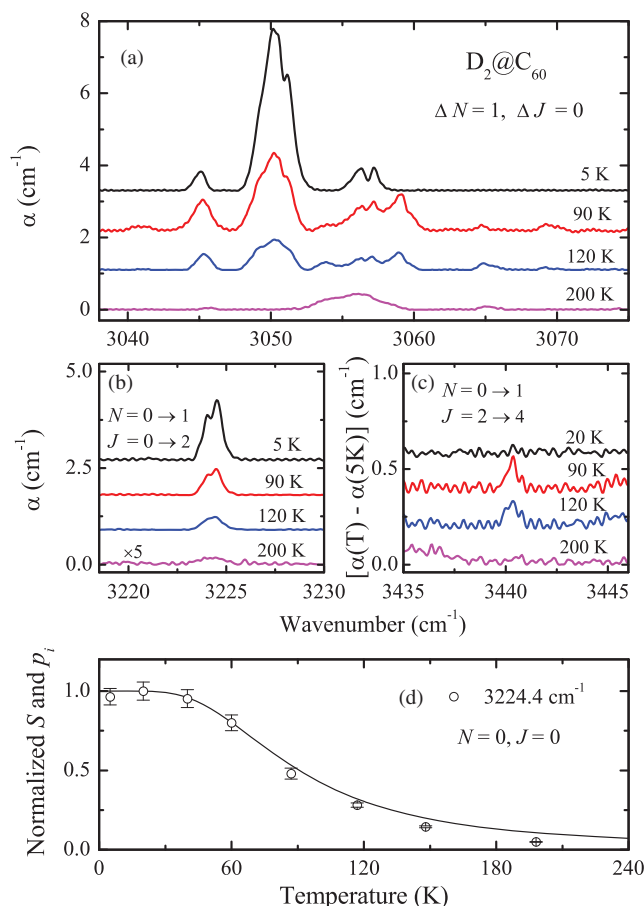 (a)
D₂@C₆₀
Δ N = 1, Δ J = 0
5 K
90 K
120 K
200 K
α (cm⁻¹)
8
6
4
2
0
3040 3050 3060 3070
(b)
N = 0 → 1
J = 0 → 2
5 K
90 K
120 K
200 K
×5
α (cm⁻¹)
5.0
2.5
0.0
3220 3225 3230
(c)
N = 0 → 1
J = 2 → 4
20 K
90 K
120 K
200 K
[α(T) - α(5K)] (cm⁻¹)
1.0
0.5
0.0
3435 3440 3445
Wavenumber (cm⁻¹)
(d)
3224.4 cm⁻¹
N = 0, J = 0
Normalized S and pᵢ
1.0
0.5
0.0
0 60 120 180 240
Temperature (K)